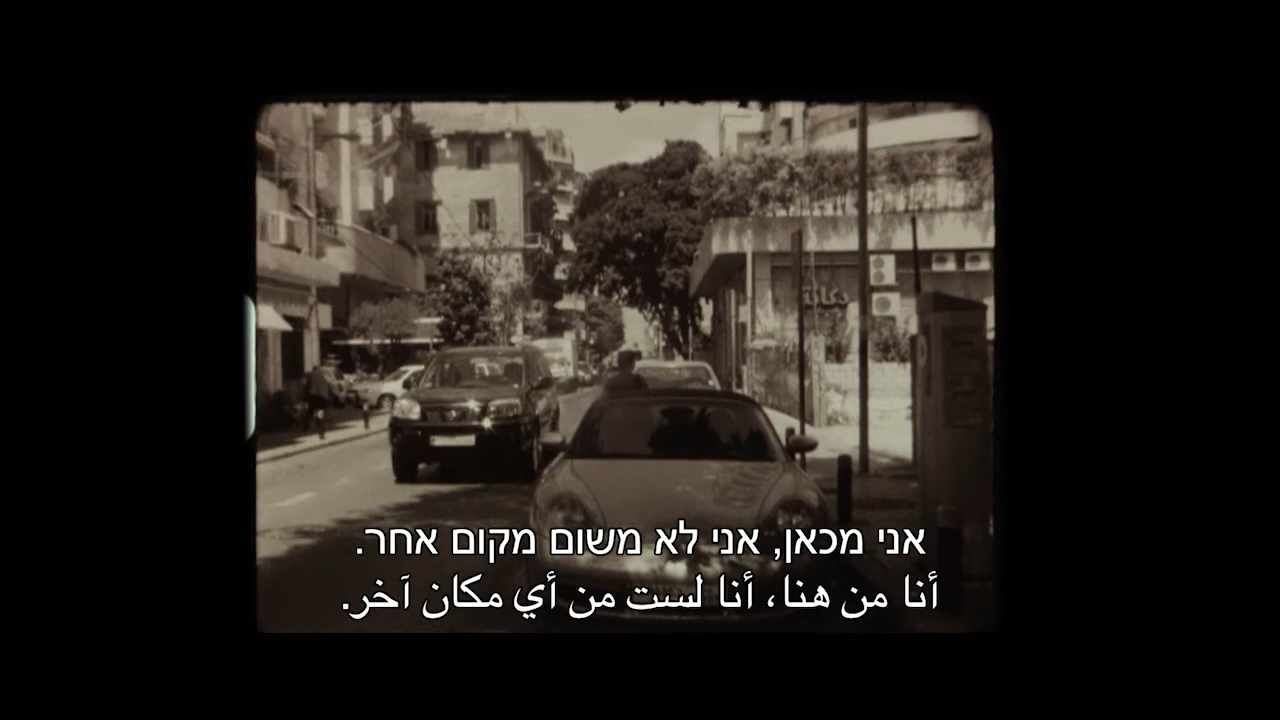 אני מכאן, אני לא משום מקום אחר.
أنا من هنا، أنا لست من أي مكان آخر.